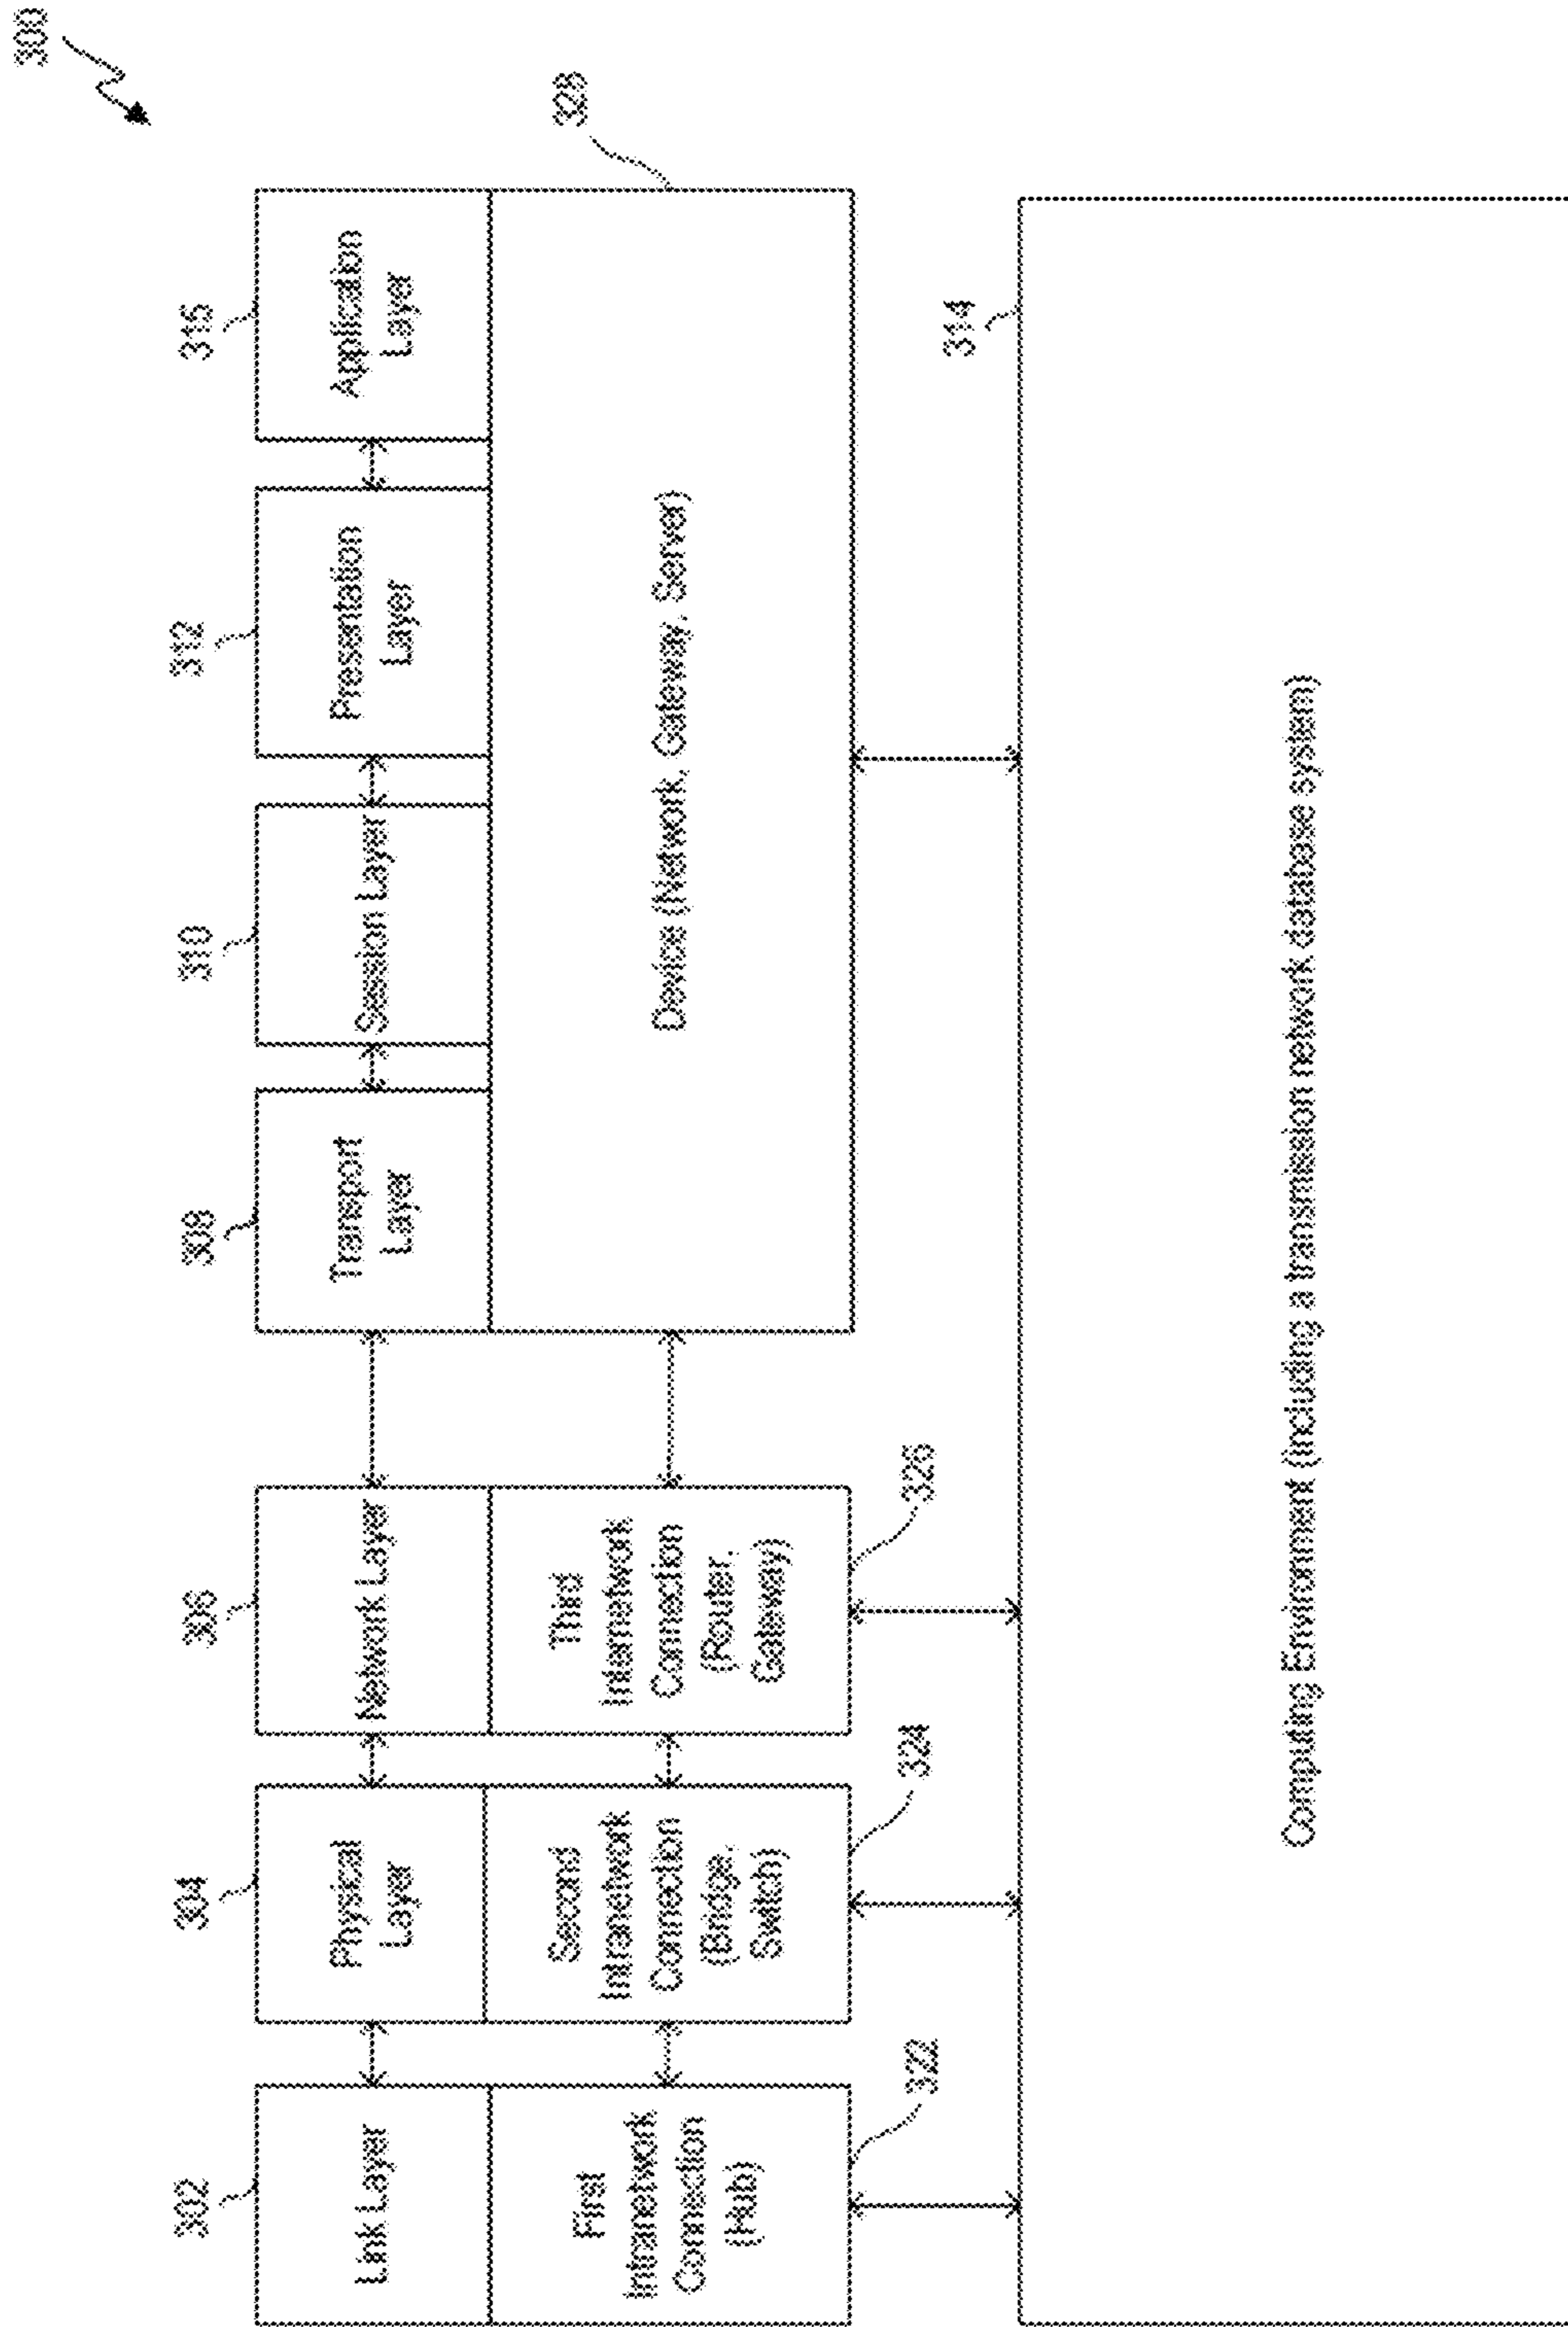 300
302
Link Layer
304
Physical
Layer
306
Network Layer
308
Transport
Layer
310
Session Layer
312
Presentation
Layer
315
Application
Layer
First
Intranetwork
Connection
(Hub)
322
Second
Intranetwork
Connection
(Bridge,
Switch)
324
Third
Internetwork
Connection
(Router,
Gateway)
326
Device (Network, Gateway, Server)
328
314
Computing Environment (including a transmission network database system)